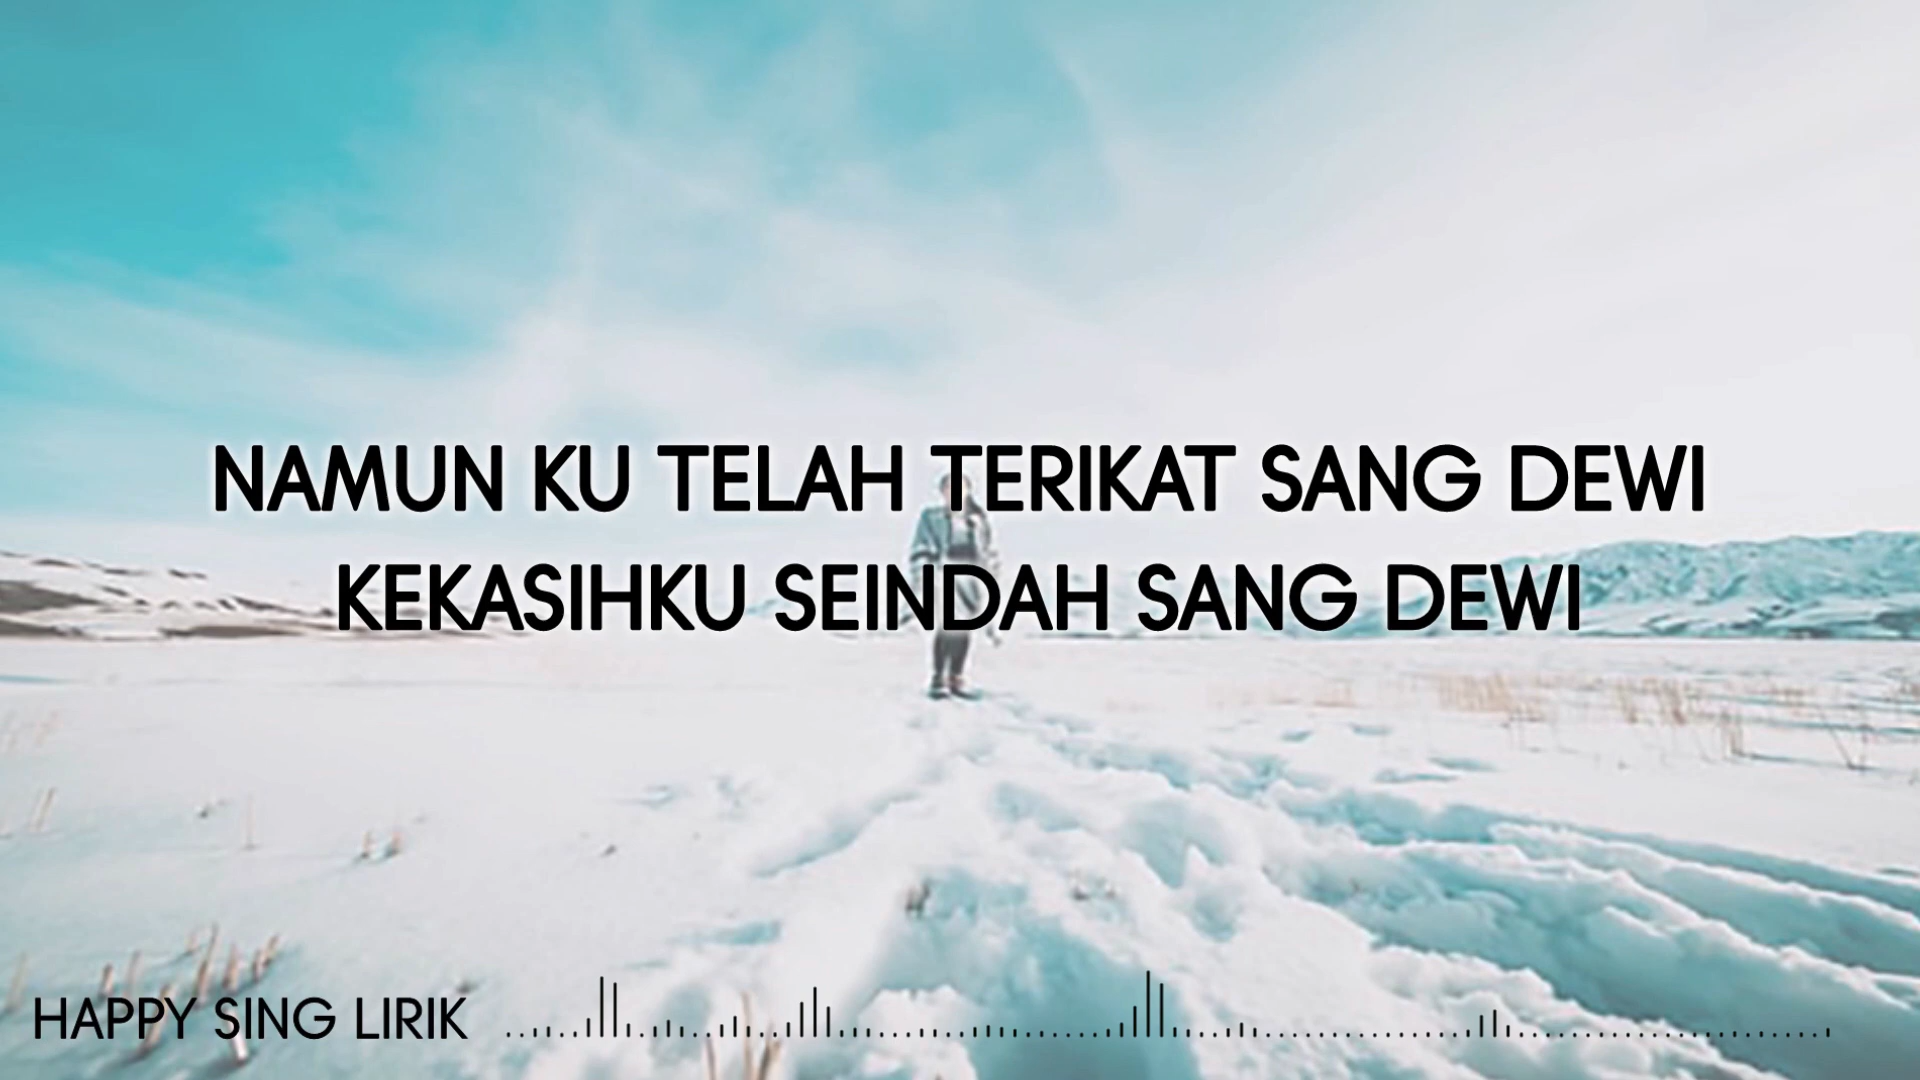 NAMUN KU TELAH TERIKAT SANG DEWI
KEKASIHKU SEINDAH SANG DEWI
HAPPY SING LIRIK